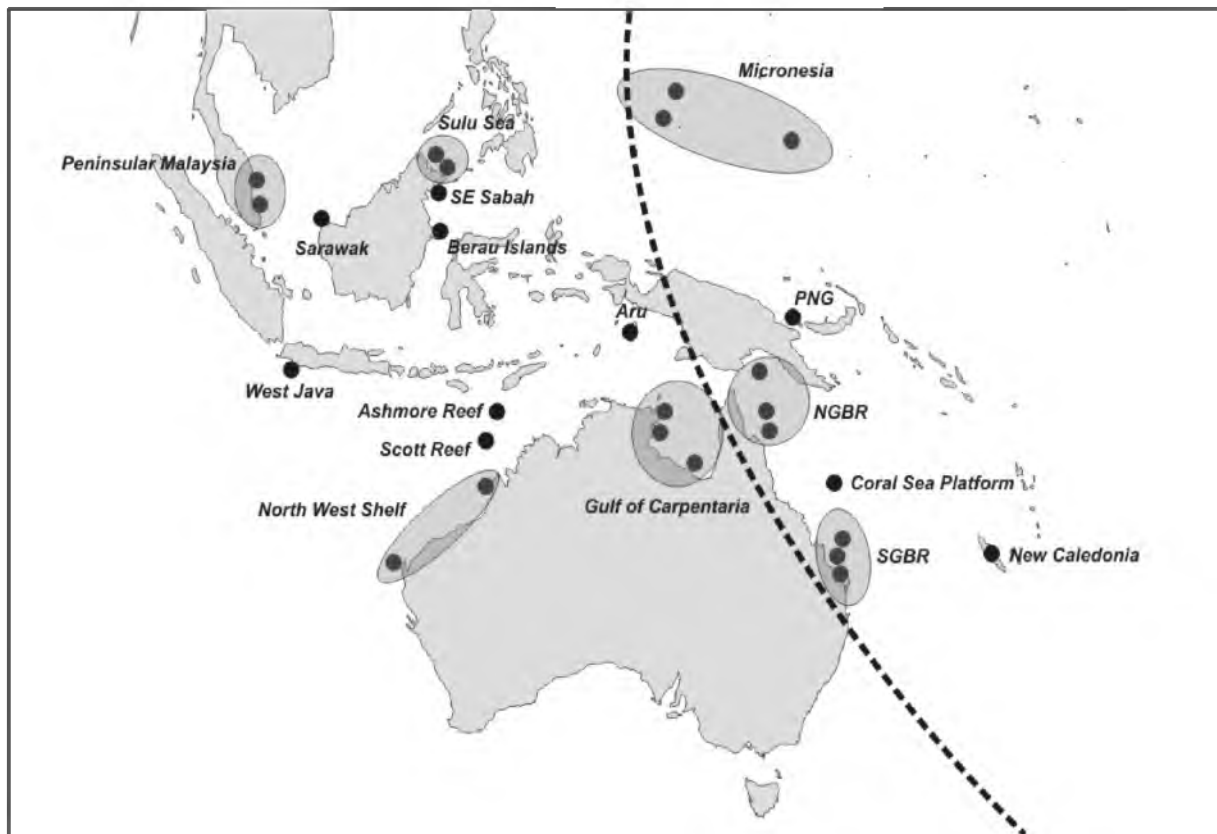 Micronesia
Sulu Sea
Peninsular Malaysia
SE Sabah
Sarawak
Berau Islands
PNG
Aru
West Java
Ashmore Reef
NGBR
Scott Reef
Coral Sea Platform
North West Shelf
Gulf of Carpentaria
SGBR
New Caledonia